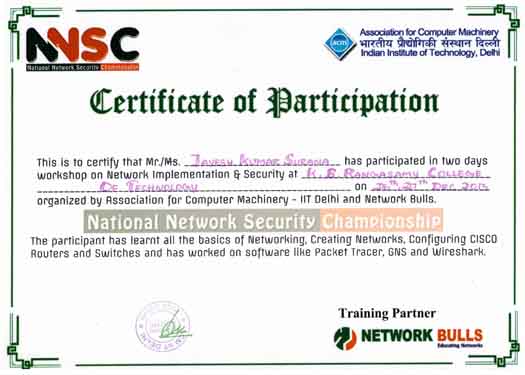 NNSC
National Network Security Championship
acm
Association for Computer Machinery
भारतीय प्रौद्योगिकी संस्थान दिल्ली
Indian Institute of Technology, Delhi
Certificate of Participation
This is to certify that Mr./Ms. Jayesh Kumar Surana has participated in two days
workshop on Network Implementation & Security at K. S. Rangasamy College
Of Technology on 26th, 27th Dec, 2013
organized by Association for Computer Machinery - IIT Delhi and Network Bulls.
National Network Security Championship
The participant has learnt all the basics of Networking, Creating Networks, Configuring CISCO
Routers and Switches and has worked on software like Packet Tracer, GNS and Wireshark.
Training Partner
NETWORK BULLS
Educating Networks